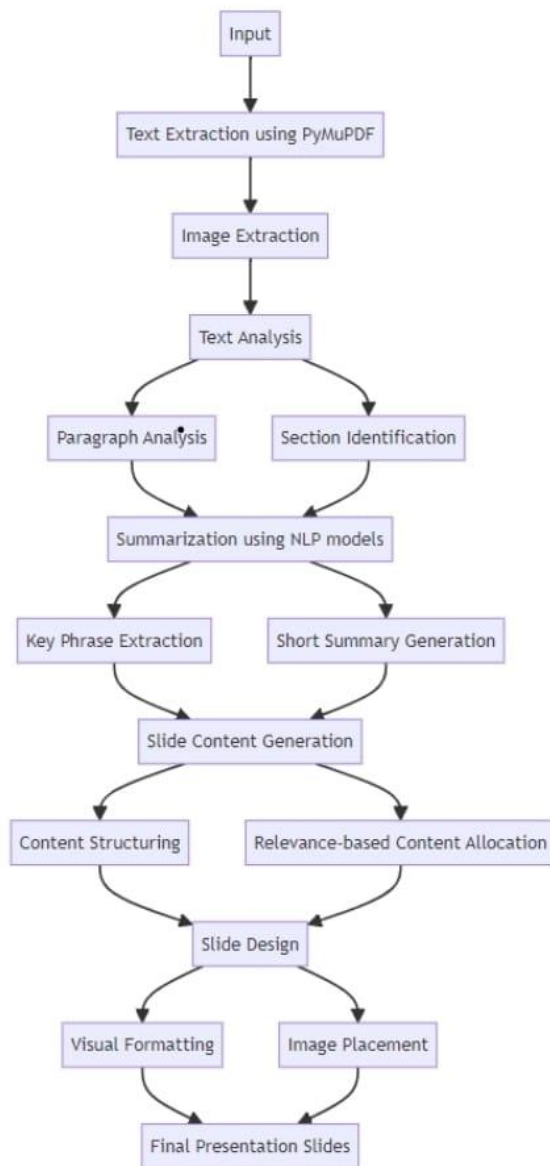 Input
Text Extraction using PyMuPDF
Image Extraction
Text Analysis
Paragraph Analysis
Section Identification
Summarization using NLP models
Key Phrase Extraction
Short Summary Generation
Slide Content Generation
Content Structuring
Relevance-based Content Allocation
Slide Design
Visual Formatting
Image Placement
Final Presentation Slides